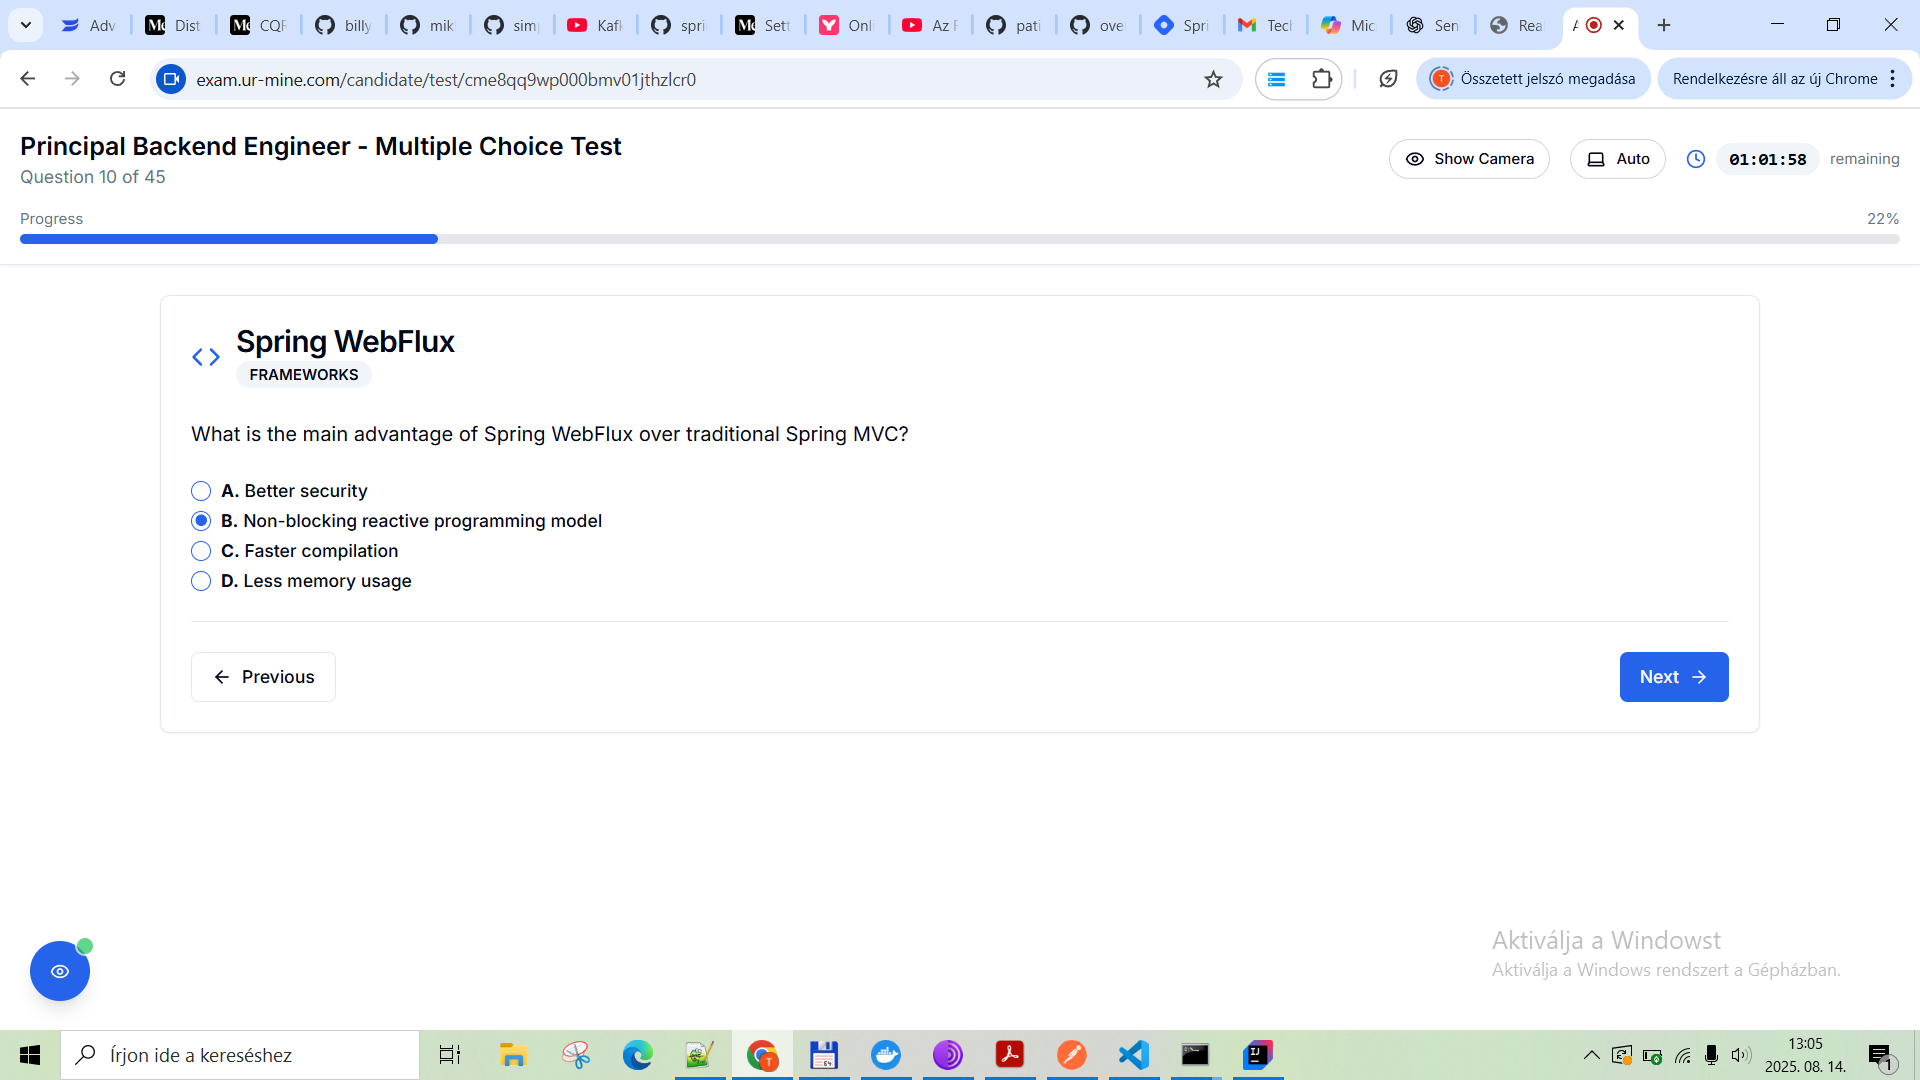 Adv
Dist
CQF
billy
mik
sim
Kafk
spri
Sett
Onli
Az F
pati
over
Spri
Tech
Mic
Sen
Rea
exam.ur-mine.com/candidate/test/cme8qq9wp000bmv01jthzlcr0
Összetett jelszó megadása
Rendelkezésre áll az új Chrome
Principal Backend Engineer - Multiple Choice Test
Question 10 of 45
Show Camera
Auto
01:01:58 remaining
Progress
22%
Spring WebFlux
FRAMEWORKS
What is the main advantage of Spring WebFlux over traditional Spring MVC?
A. Better security
B. Non-blocking reactive programming model
C. Faster compilation
D. Less memory usage
Previous
Next
Aktiválja a Windowst
Aktiválja a Windows rendszert a Gépházban.
Írjon ide a kereséshez
13:05
2025. 08. 14.
1